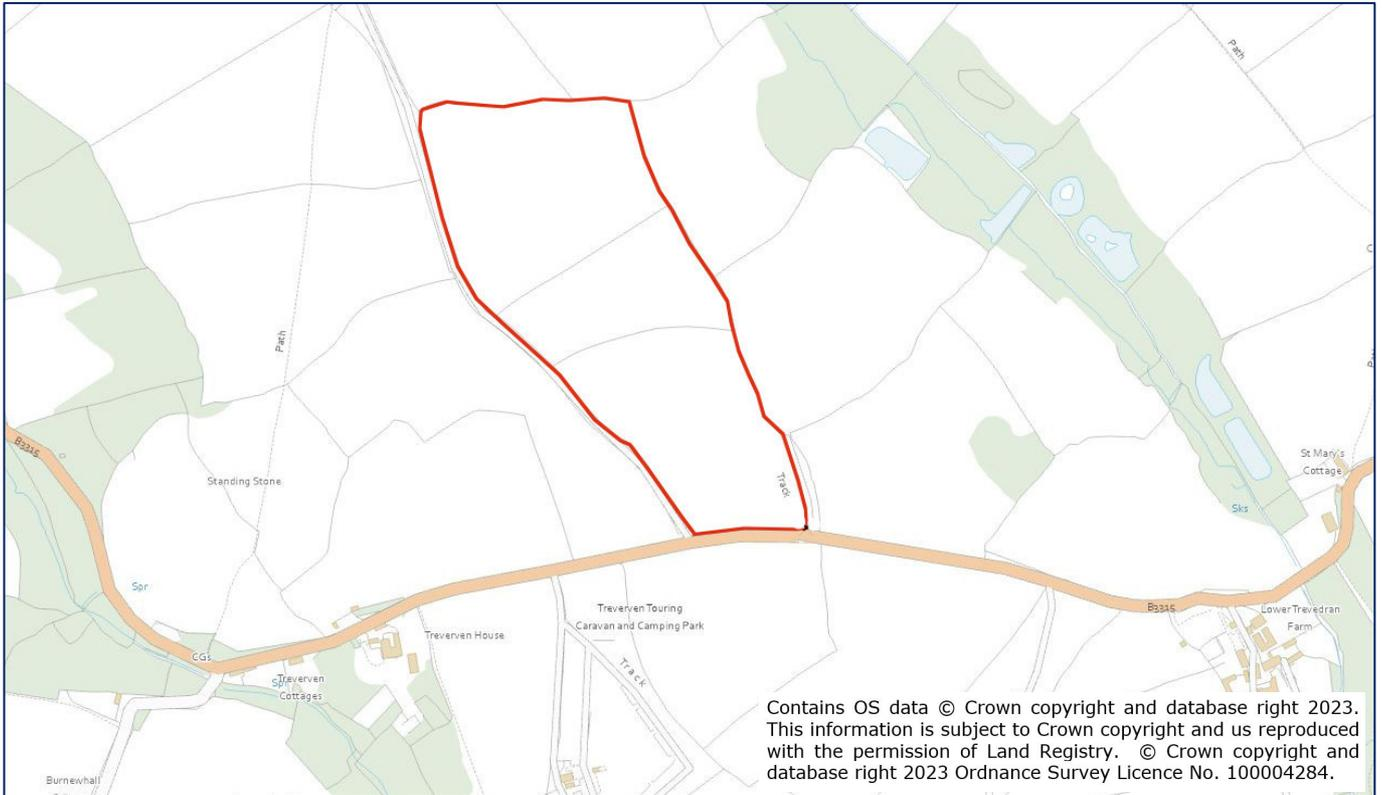 Path
Path
B3315
Standing Stone
Track
St Mary's
Cottage
Sks
Spr
Treverven Touring
Caravan and Camping Park
B3315
Lower Trevedran
Farm
Treverven House
CGs
Spr
Treverven
Cottages
Track
Burnewhall
Contains OS data © Crown copyright and database right 2023.
This information is subject to Crown copyright and us reproduced
with the permission of Land Registry. © Crown copyright and
database right 2023 Ordnance Survey Licence No. 100004284.